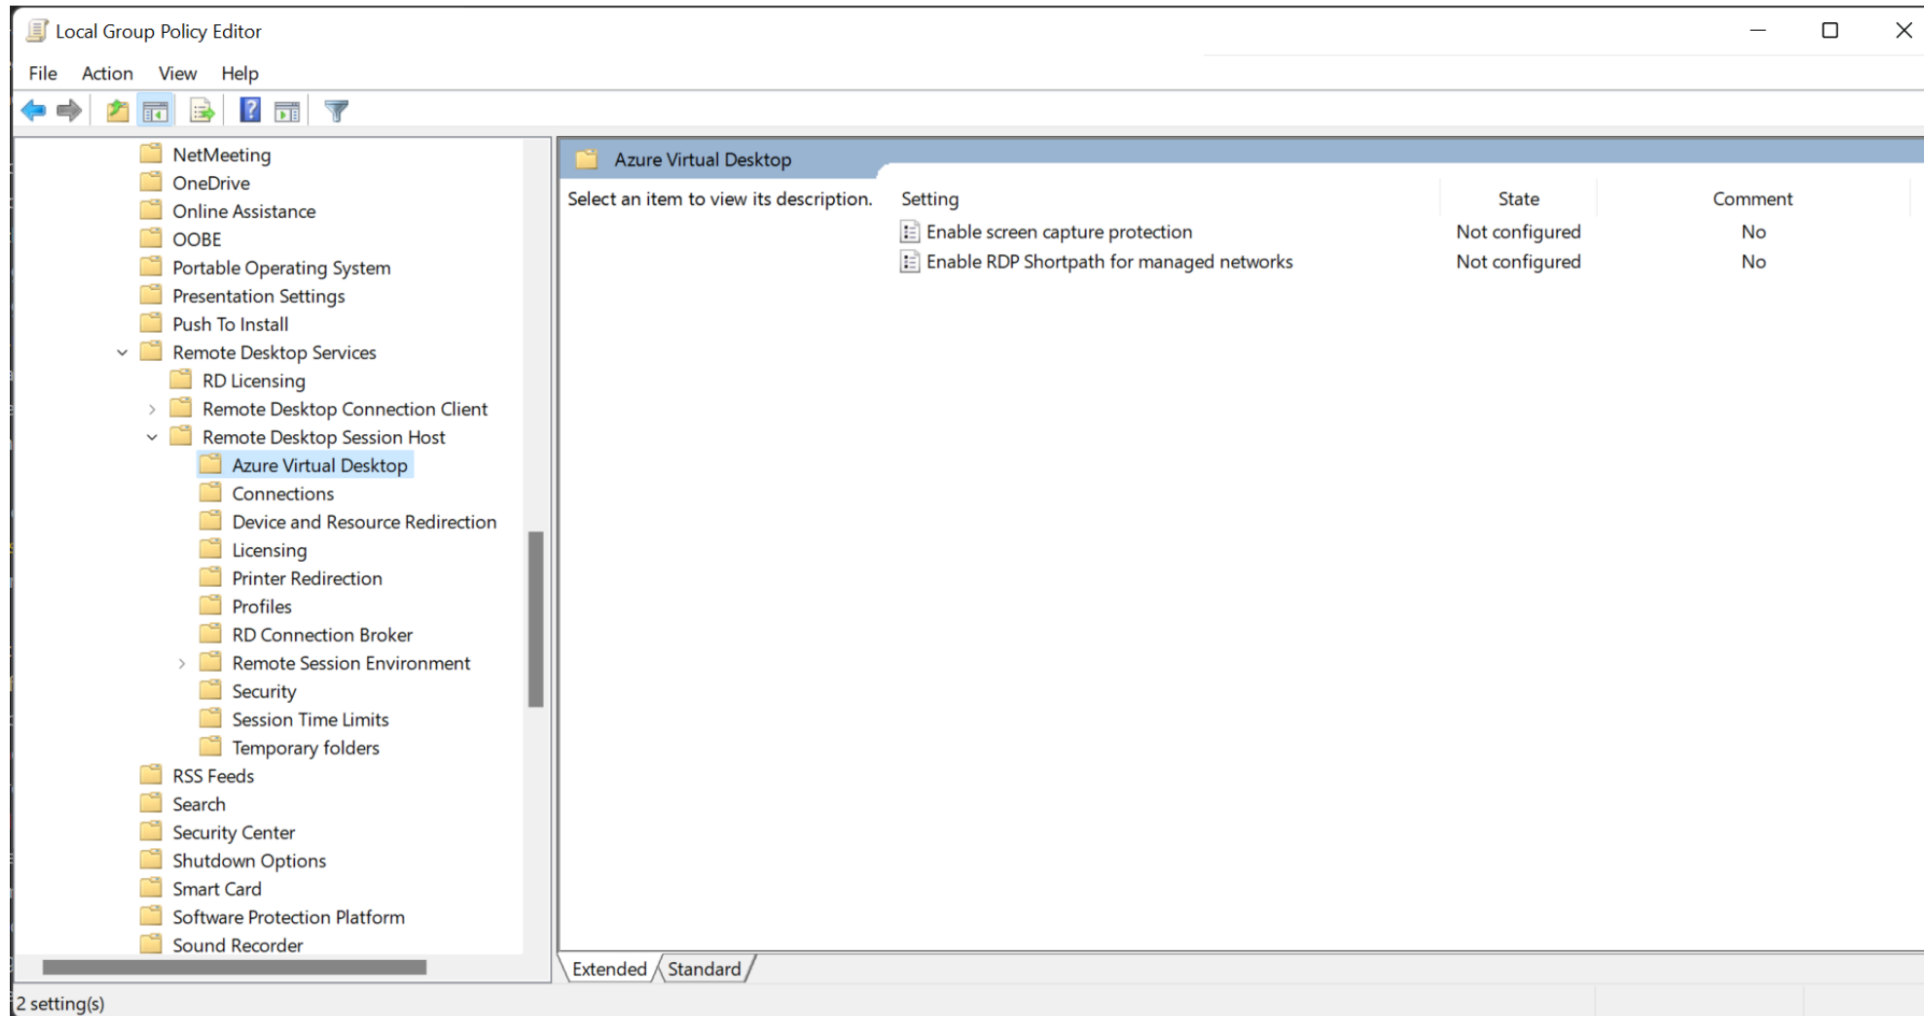 Local Group Policy Editor
File Action View Help
NetMeeting
OneDrive
Online Assistance
OOBE
Portable Operating System
Presentation Settings
Push To Install
Remote Desktop Services
RD Licensing
Remote Desktop Connection Client
Remote Desktop Session Host
Azure Virtual Desktop
Connections
Device and Resource Redirection
Licensing
Printer Redirection
Profiles
RD Connection Broker
Remote Session Environment
Security
Session Time Limits
Temporary folders
RSS Feeds
Search
Security Center
Shutdown Options
Smart Card
Software Protection Platform
Sound Recorder
Azure Virtual Desktop
Select an item to view its description.
Setting State Comment
Enable screen capture protection Not configured No
Enable RDP Shortpath for managed networks Not configured No
Extended Standard
2 setting(s)